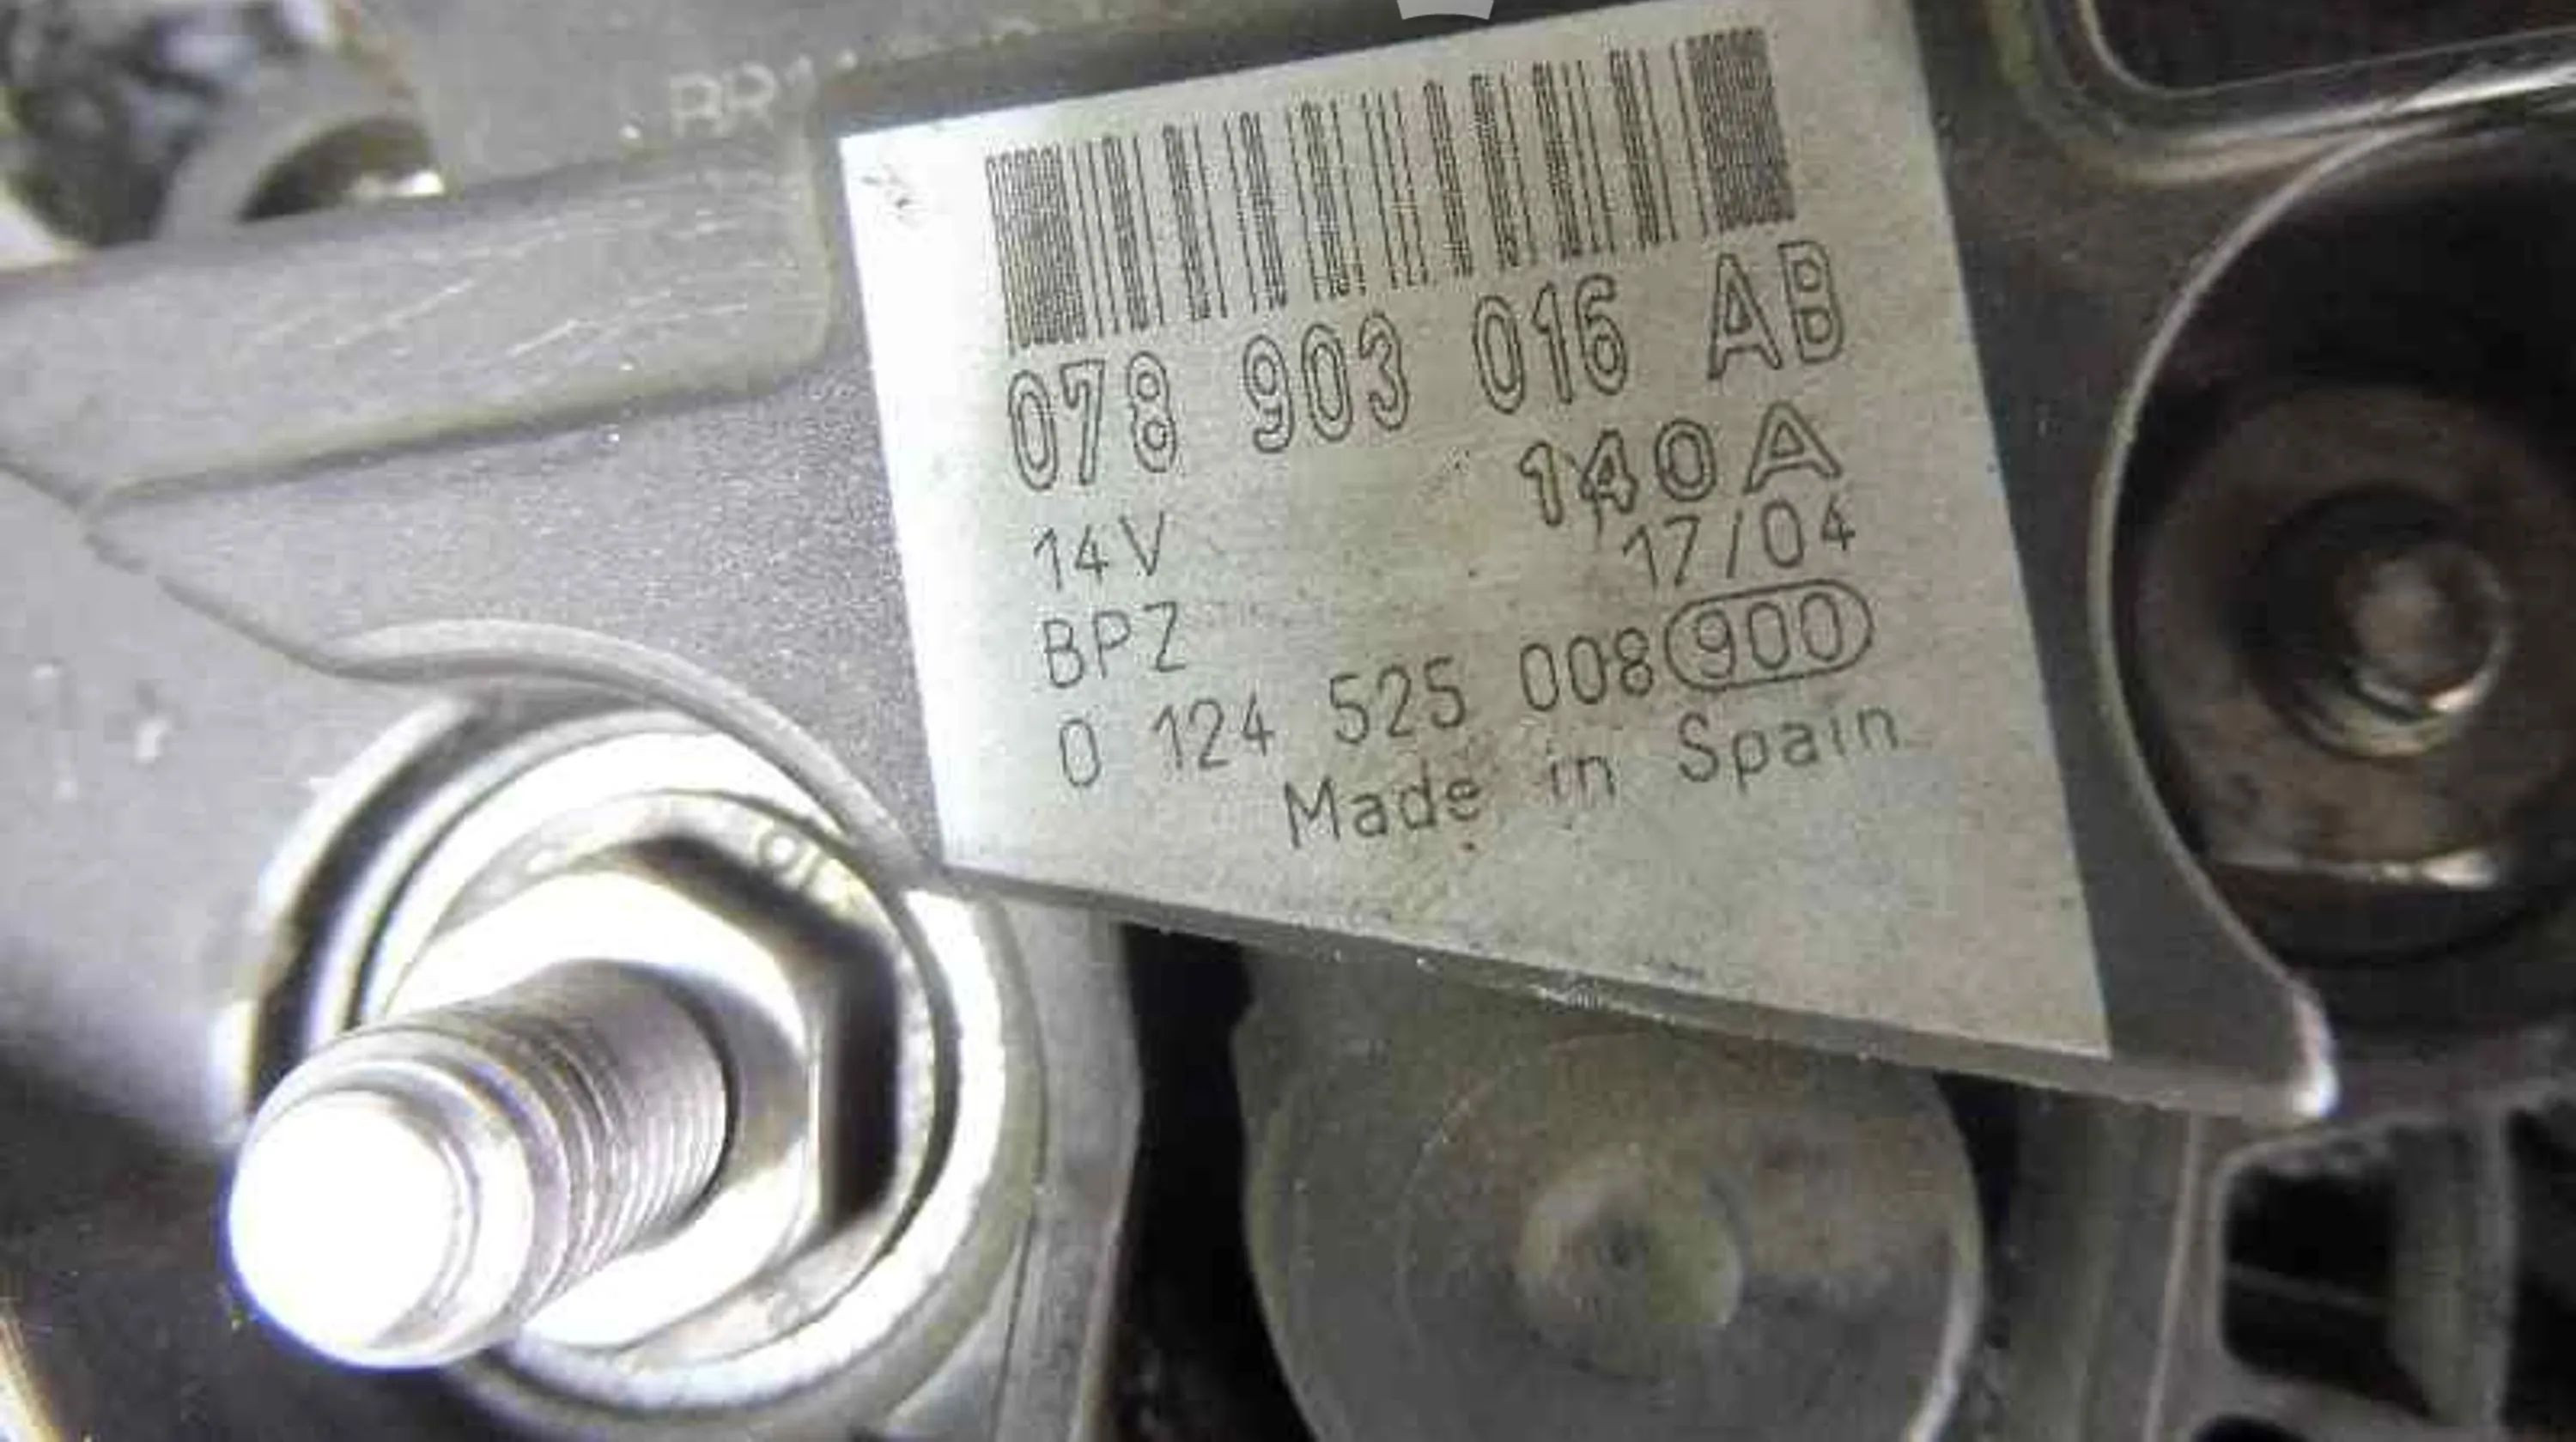 078 903 016 AB
140A
14V 17/04
BPZ
0 124 525 008 900
Made in Spain